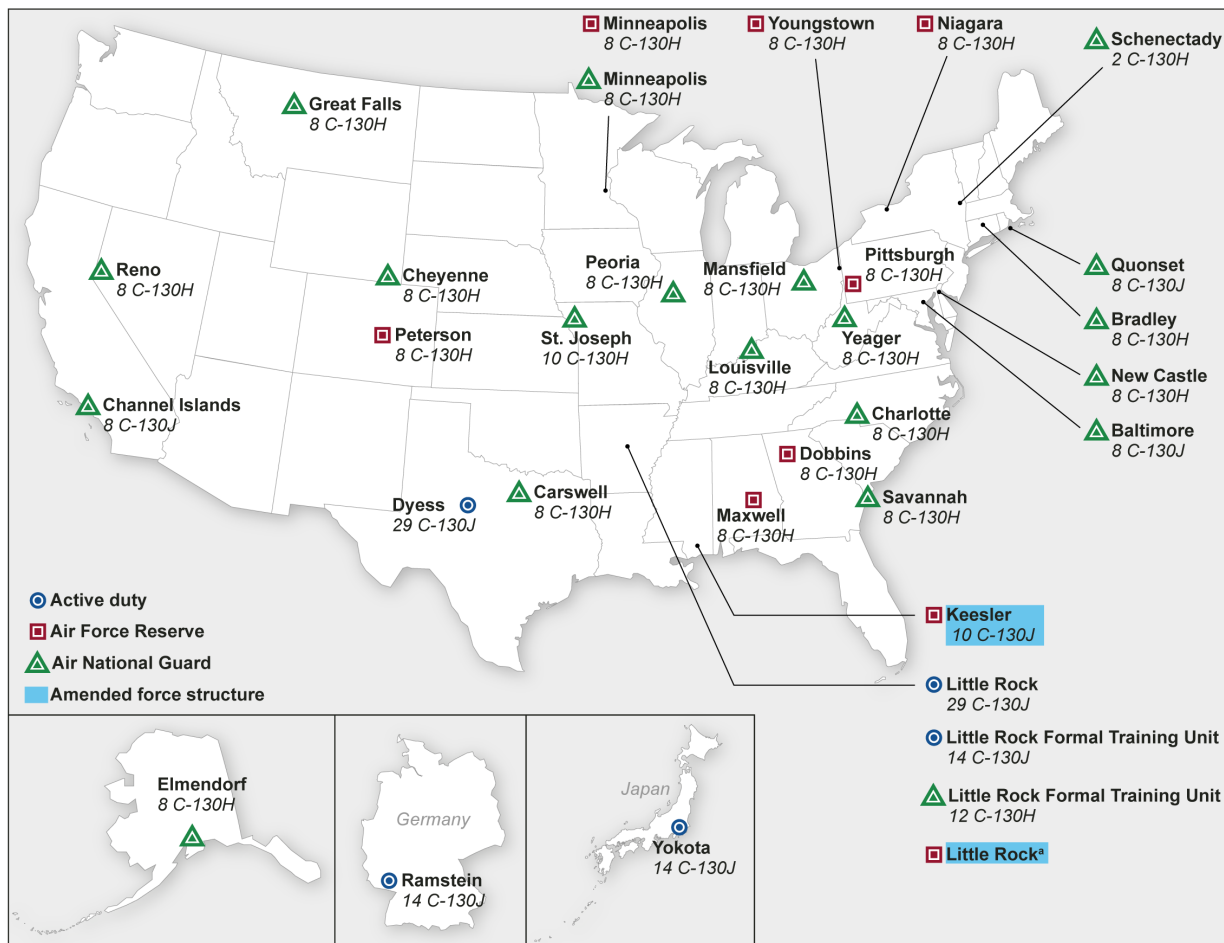 Minneapolis
8 C-130H
Youngstown
8 C-130H
Niagara
8 C-130H
Schenectady
2 C-130H
Minneapolis
8 C-130H
Great Falls
8 C-130H
Reno
8 C-130H
Cheyenne
8 C-130H
Peoria
8 C-130H
Mansfield
8 C-130H
Pittsburgh
8 C-130H
Quonset
8 C-130J
Peterson
8 C-130H
St. Joseph
10 C-130H
Louisville
8 C-130H
Yeager
8 C-130H
Bradley
8 C-130H
New Castle
8 C-130H
Channel Islands
8 C-130J
Charlotte
8 C-130H
Baltimore
8 C-130J
Dobbins
8 C-130H
Dyess
29 C-130J
Carswell
8 C-130H
Maxwell
8 C-130H
Savannah
8 C-130H
Active duty
Air Force Reserve
Air National Guard
Amended force structure
Keesler
10 C-130J
Little Rock
29 C-130J
Little Rock Formal Training Unit
14 C-130J
Little Rock Formal Training Unit
12 C-130H
Little Rockª
Elmendorf
8 C-130H
Germany
Ramstein
14 C-130J
Japan
Yokota
14 C-130J